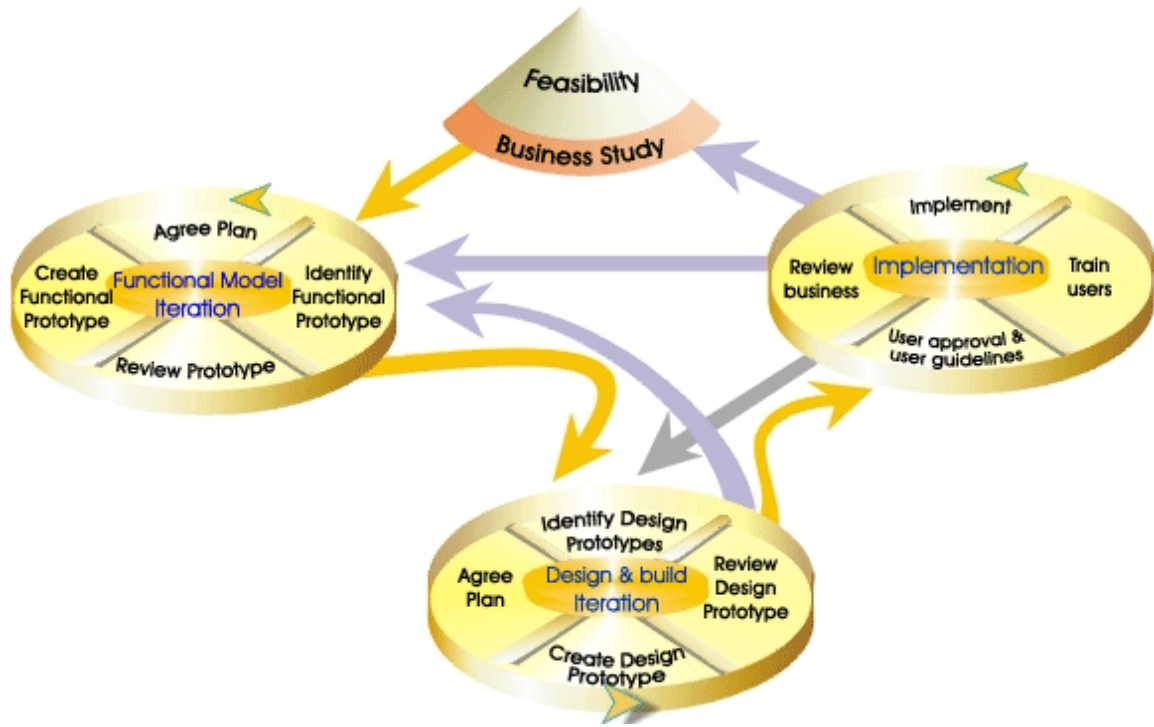 Feasibility
Business Study
Agree Plan
Create
Functional
Prototype
Functional Model
Iteration
Identify
Functional
Prototype
Review Prototype
Implement
Review
business
Implementation
Train
users
User approval &
user guidelines
Identify Design
Prototypes
Agree
Plan
Design & build
Iteration
Review
Design
Prototype
Create Design
Prototype